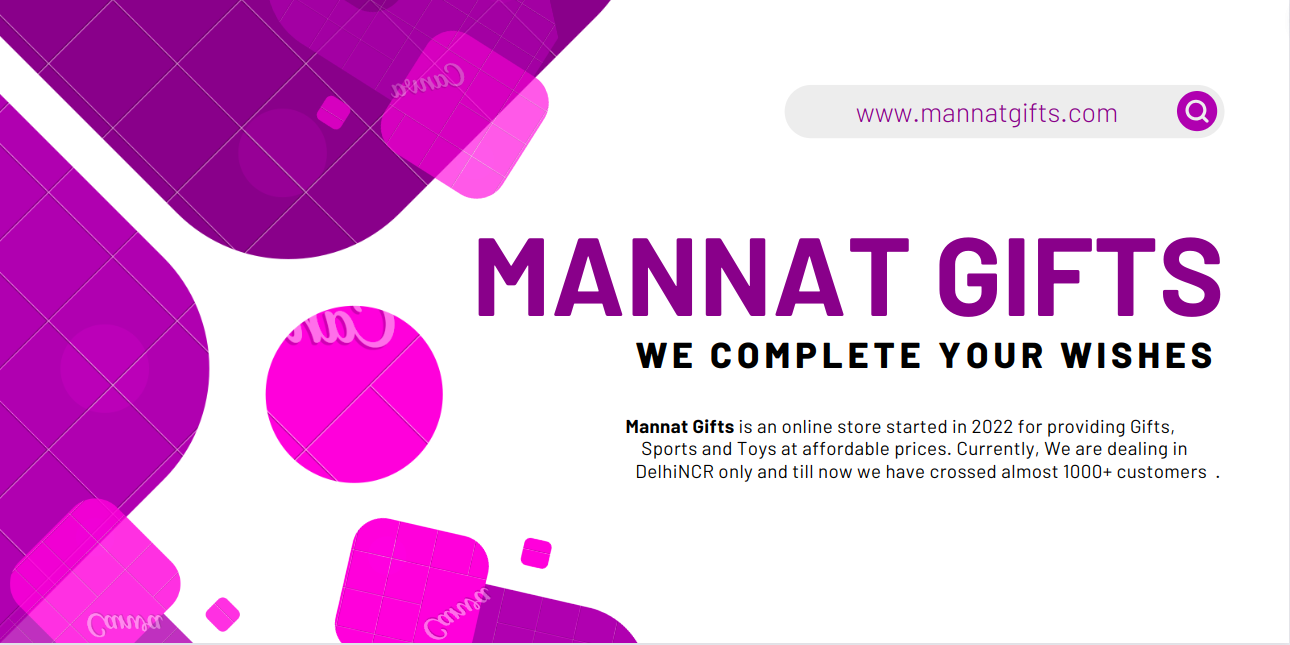 Canva
www.mannatgifts.com
MANNAT GIFTS
Canva
WE COMPLETE YOUR WISHES
Mannat Gifts is an online store started in 2022 for providing Gifts,
Sports and Toys at affordable prices. Currently, We are dealing in
DelhiNCR only and till now we have crossed almost 1000+ customers .
Canva
Canva